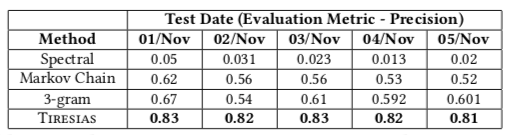 Test Date (Evaluation Metric - Precision)
Method 01/Nov 02/Nov 03/Nov 04/Nov 05/Nov
Spectral 0.05 0.031 0.023 0.013 0.02
Markov Chain 0.62 0.56 0.56 0.53 0.52
3-gram 0.67 0.54 0.61 0.592 0.601
TIRESIAS 0.83 0.82 0.83 0.82 0.81